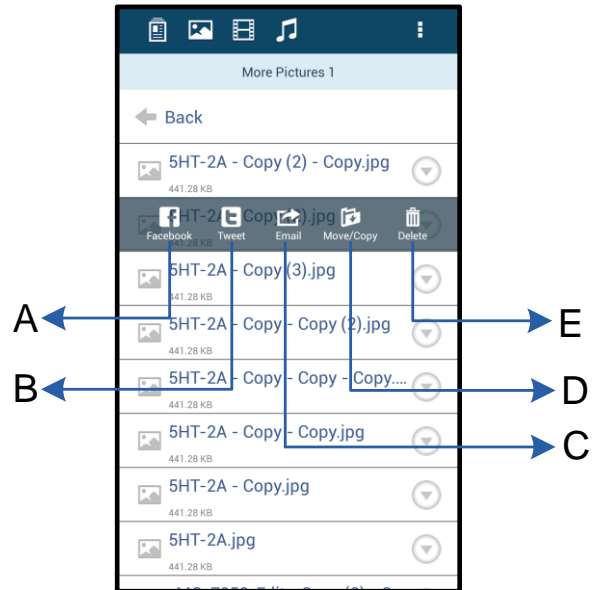 More Pictures 1
Back
5HT-2A - Copy (2) - Copy.jpg
441.28 KB
Facebook Tweet Email Move/Copy Delete
5HT-2A - Copy (3).jpg
441.28 KB
A
5HT-2A - Copy - Copy (2).jpg
E
441.28 KB
B
5HT-2A - Copy - Copy - Copy....
D
441.28 KB
5HT-2A - Copy - Copy.jpg
C
441.28 KB
5HT-2A - Copy.jpg
441.28 KB
5HT-2A.jpg
441.28 KB